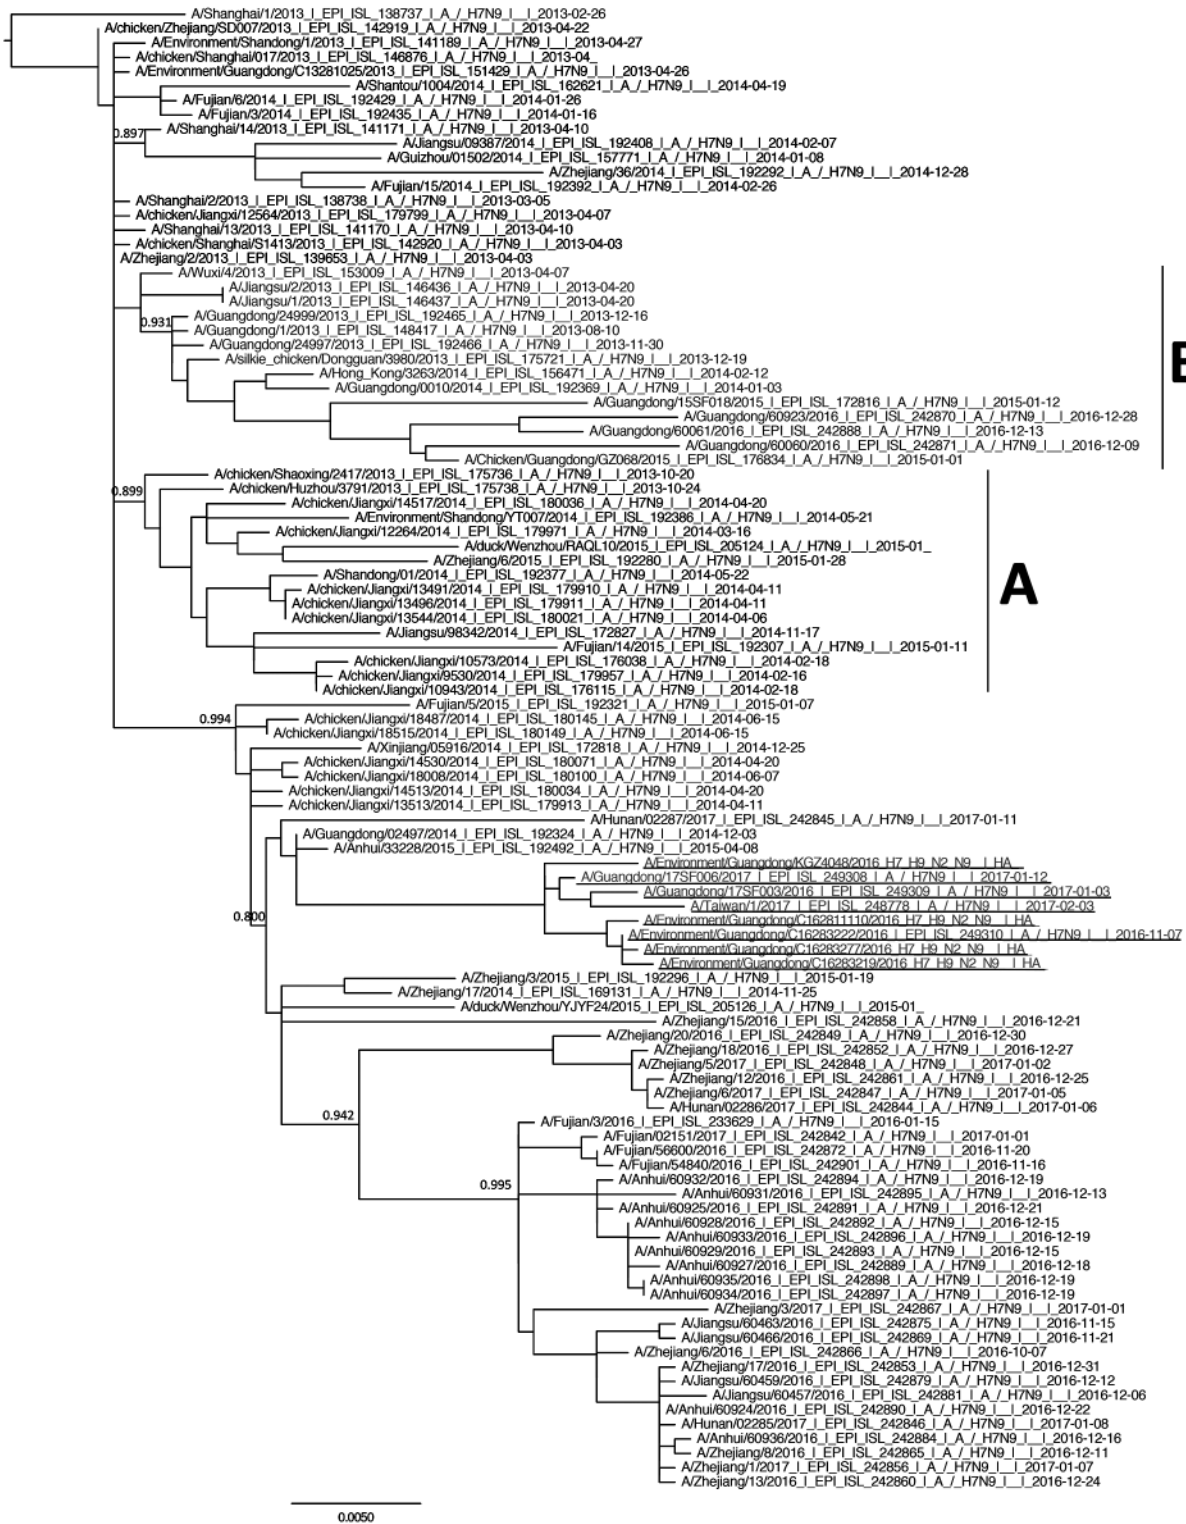 A/Shanghai/1/2013_|_EPI_ISL_138737_|_A_/_H7N9_|__|_2013-02-26
A/chicken/Zhejiang/SD007/2013_|_EPI_ISL_142919_|_A_/_H7N9_|__|_2013-04-22
A/Environment/Shandong/1/2013_|_EPI_ISL_141189_|_A_/_H7N9_|__|_2013-04-27
A/chicken/Shanghai/017/2013_|_EPI_ISL_146876_|_A_/_H7N9_|__|_2013-04_
A/Environment/Guangdong/C13281025/2013_|_EPI_ISL_151429_|_A_/_H7N9_|__|_2013-04-26
A/Shantou/1004/2014_|_EPI_ISL_162621_|_A_/_H7N9_|__|_2014-04-19
A/Fujian/6/2014_|_EPI_ISL_192429_|_A_/_H7N9_|__|_2014-01-26
A/Fujian/3/2014_|_EPI_ISL_192435_|_A_/_H7N9_|__|_2014-01-16
0.897
A/Shanghai/14/2013_|_EPI_ISL_141171_|_A_/_H7N9_|__|_2013-04-10
A/Jiangsu/09387/2014_|_EPI_ISL_192408_|_A_/_H7N9_|__|_2014-02-07
A/Guizhou/01502/2014_|_EPI_ISL_157771_|_A_/_H7N9_|__|_2014-01-08
A/Zhejiang/36/2014_|_EPI_ISL_192292_|_A_/_H7N9_|__|_2014-12-28
A/Fujian/15/2014_|_EPI_ISL_192392_|_A_/_H7N9_|__|_2014-02-26
A/Shanghai/2/2013_|_EPI_ISL_138738_|_A_/_H7N9_|__|_2013-03-05
A/chicken/Jiangxi/12564/2013_|_EPI_ISL_179799_|_A_/_H7N9_|__|_2013-04-07
A/Shanghai/13/2013_|_EPI_ISL_141170_|_A_/_H7N9_|__|_2013-04-10
A/chicken/Shanghai/S1413/2013_|_EPI_ISL_142920_|_A_/_H7N9_|__|_2013-04-03
A/Zhejiang/2/2013_|_EPI_ISL_139653_|_A_/_H7N9_|__|_2013-04-03
A/Wuxi/4/2013_|_EPI_ISL_153009_|_A_/_H7N9_|__|_2013-04-07
A/Jiangsu/2/2013_|_EPI_ISL_146436_|_A_/_H7N9_|__|_2013-04-20
A/Jiangsu/1/2013_|_EPI_ISL_146437_|_A_/_H7N9_|__|_2013-04-20
A/Guangdong/24999/2013_|_EPI_ISL_192465_|_A_/_H7N9_|__|_2013-12-16
0.931
A/Guangdong/1/2013_|_EPI_ISL_148417_|_A_/_H7N9_|__|_2013-08-10
A/Guangdong/24997/2013_|_EPI_ISL_192466_|_A_/_H7N9_|__|_2013-11-30
A/silkie_chicken/Dongguan/3980/2013_|_EPI_ISL_175721_|_A_/_H7N9_|__|_2013-12-19
A/Hong_Kong/3263/2014_|_EPI_ISL_156471_|_A_/_H7N9_|__|_2014-02-12
A/Guangdong/0010/2014_|_EPI_ISL_192369_|_A_/_H7N9_|__|_2014-01-03
A/Guangdong/15SF018/2015_|_EPI_ISL_172816_|_A_/_H7N9_|__|_2015-01-12
A/Guangdong/60923/2016_|_EPI_ISL_242870_|_A_/_H7N9_|__|_2016-12-28
A/Guangdong/60061/2016_|_EPI_ISL_242888_|_A_/_H7N9_|__|_2016-12-13
A/Guangdong/60060/2016_|_EPI_ISL_242871_|_A_/_H7N9_|__|_2016-12-09
A/Chicken/Guangdong/GZ068/2015_|_EPI_ISL_176834_|_A_/_H7N9_|__|_2015-01-01
B
A/chicken/Shaoxing/2417/2013_|_EPI_ISL_175736_|_A_/_H7N9_|__|_2013-10-20
0.899
A/chicken/Huzhou/3791/2013_|_EPI_ISL_175738_|_A_/_H7N9_|__|_2013-10-24
A/chicken/Jiangxi/14517/2014_|_EPI_ISL_180036_|_A_/_H7N9_|__|_2014-04-20
A/Environment/Shandong/YT007/2014_|_EPI_ISL_192386_|_A_/_H7N9_|__|_2014-05-21
A/chicken/Jiangxi/12264/2014_|_EPI_ISL_179971_|_A_/_H7N9_|__|_2014-03-16
A/duck/Wenzhou/RAQL10/2015_|_EPI_ISL_205124_|_A_/_H7N9_|__|_2015-01_
A/Zhejiang/6/2015_|_EPI_ISL_192280_|_A_/_H7N9_|__|_2015-01-28
A/Shandong/01/2014_|_EPI_ISL_192377_|_A_/_H7N9_|__|_2014-05-22
A/chicken/Jiangxi/13491/2014_|_EPI_ISL_179910_|_A_/_H7N9_|__|_2014-04-11
A/chicken/Jiangxi/13496/2014_|_EPI_ISL_179911_|_A_/_H7N9_|__|_2014-04-11
A/chicken/Jiangxi/13544/2014_|_EPI_ISL_180021_|_A_/_H7N9_|__|_2014-04-06
A/Jiangsu/98342/2014_|_EPI_ISL_172827_|_A_/_H7N9_|__|_2014-11-17
A/Fujian/14/2015_|_EPI_ISL_192307_|_A_/_H7N9_|__|_2015-01-11
A/chicken/Jiangxi/10573/2014_|_EPI_ISL_176038_|_A_/_H7N9_|__|_2014-02-18
A/chicken/Jiangxi/9530/2014_|_EPI_ISL_179957_|_A_/_H7N9_|__|_2014-02-16
A/chicken/Jiangxi/10943/2014_|_EPI_ISL_176115_|_A_/_H7N9_|__|_2014-02-18
A
A/Fujian/5/2015_|_EPI_ISL_192321_|_A_/_H7N9_|__|_2015-01-07
0.994
A/chicken/Jiangxi/18487/2014_|_EPI_ISL_180145_|_A_/_H7N9_|__|_2014-06-15
A/chicken/Jiangxi/18515/2014_|_EPI_ISL_180149_|_A_/_H7N9_|__|_2014-06-15
A/Xinjiang/05916/2014_|_EPI_ISL_172818_|_A_/_H7N9_|__|_2014-12-25
A/chicken/Jiangxi/14530/2014_|_EPI_ISL_180071_|_A_/_H7N9_|__|_2014-04-20
A/chicken/Jiangxi/18008/2014_|_EPI_ISL_180100_|_A_/_H7N9_|__|_2014-06-07
A/chicken/Jiangxi/14513/2014_|_EPI_ISL_180034_|_A_/_H7N9_|__|_2014-04-20
A/chicken/Jiangxi/13513/2014_|_EPI_ISL_179913_|_A_/_H7N9_|__|_2014-04-11
A/Hunan/02287/2017_|_EPI_ISL_242845_|_A_/_H7N9_|__|_2017-01-11
A/Guangdong/02497/2014_|_EPI_ISL_192324_|_A_/_H7N9_|__|_2014-12-03
A/Anhui/33228/2015_|_EPI_ISL_192492_|_A_/_H7N9_|__|_2015-04-08
A/Environment/Guangdong/KGZ4048/2016_H7_H9_N2_N9__|_HA_
A/Guangdong/17SF006/2017_|_EPI_ISL_249308_|_A_/_H7N9_|__|_2017-01-12
A/Guangdong/17SF003/2016_|_EPI_ISL_249309_|_A_/_H7N9_|__|_2017-01-03
A/Taiwan/1/2017_|_EPI_ISL_248778_|_A_/_H7N9_|__|_2017-02-03
0.800
A/Environment/Guangdong/C162811110/2016_H7_H9_N2_N9__|_HA_
A/Environment/Guangdong/C16283222/2016_|_EPI_ISL_249310_|_A_/_H7N9_|__|_2016-11-07
A/Environment/Guangdong/C16283277/2016_H7_H9_N2_N9__|_HA_
A/Environment/Guangdong/C16283219/2016_H7_H9_N2_N9__|_HA_
A/Zhejiang/3/2015_|_EPI_ISL_192296_|_A_/_H7N9_|__|_2015-01-19
A/Zhejiang/17/2014_|_EPI_ISL_169131_|_A_/_H7N9_|__|_2014-11-25
A/duck/Wenzhou/YJYF24/2015_|_EPI_ISL_205126_|_A_/_H7N9_|__|_2015-01_
A/Zhejiang/15/2016_|_EPI_ISL_242858_|_A_/_H7N9_|__|_2016-12-21
A/Zhejiang/20/2016_|_EPI_ISL_242849_|_A_/_H7N9_|__|_2016-12-30
A/Zhejiang/18/2016_|_EPI_ISL_242852_|_A_/_H7N9_|__|_2016-12-27
A/Zhejiang/5/2017_|_EPI_ISL_242848_|_A_/_H7N9_|__|_2017-01-02
A/Zhejiang/12/2016_|_EPI_ISL_242861_|_A_/_H7N9_|__|_2016-12-25
A/Zhejiang/6/2017_|_EPI_ISL_242847_|_A_/_H7N9_|__|_2017-01-05
A/Hunan/02286/2017_|_EPI_ISL_242844_|_A_/_H7N9_|__|_2017-01-06
0.942
A/Fujian/3/2016_|_EPI_ISL_233629_|_A_/_H7N9_|__|_2016-01-15
A/Fujian/02151/2017_|_EPI_ISL_242842_|_A_/_H7N9_|__|_2017-01-01
A/Fujian/56600/2016_|_EPI_ISL_242872_|_A_/_H7N9_|__|_2016-11-20
A/Fujian/54840/2016_|_EPI_ISL_242901_|_A_/_H7N9_|__|_2016-11-16
A/Anhui/60932/2016_|_EPI_ISL_242894_|_A_/_H7N9_|__|_2016-12-19
0.995
A/Anhui/60931/2016_|_EPI_ISL_242895_|_A_/_H7N9_|__|_2016-12-13
A/Anhui/60925/2016_|_EPI_ISL_242891_|_A_/_H7N9_|__|_2016-12-21
A/Anhui/60928/2016_|_EPI_ISL_242892_|_A_/_H7N9_|__|_2016-12-15
A/Anhui/60933/2016_|_EPI_ISL_242896_|_A_/_H7N9_|__|_2016-12-19
A/Anhui/60929/2016_|_EPI_ISL_242893_|_A_/_H7N9_|__|_2016-12-15
A/Anhui/60927/2016_|_EPI_ISL_242889_|_A_/_H7N9_|__|_2016-12-18
A/Anhui/60935/2016_|_EPI_ISL_242898_|_A_/_H7N9_|__|_2016-12-19
A/Anhui/60934/2016_|_EPI_ISL_242897_|_A_/_H7N9_|__|_2016-12-19
A/Zhejiang/3/2017_|_EPI_ISL_242867_|_A_/_H7N9_|__|_2017-01-01
A/Jiangsu/60463/2016_|_EPI_ISL_242875_|_A_/_H7N9_|__|_2016-11-15
A/Jiangsu/60466/2016_|_EPI_ISL_242869_|_A_/_H7N9_|__|_2016-11-21
A/Zhejiang/6/2016_|_EPI_ISL_242866_|_A_/_H7N9_|__|_2016-10-07
A/Zhejiang/17/2016_|_EPI_ISL_242853_|_A_/_H7N9_|__|_2016-12-31
A/Jiangsu/60459/2016_|_EPI_ISL_242879_|_A_/_H7N9_|__|_2016-12-12
A/Jiangsu/60457/2016_|_EPI_ISL_242881_|_A_/_H7N9_|__|_2016-12-06
A/Anhui/60924/2016_|_EPI_ISL_242890_|_A_/_H7N9_|__|_2016-12-22
A/Hunan/02285/2017_|_EPI_ISL_242846_|_A_/_H7N9_|__|_2017-01-08
A/Anhui/60936/2016_|_EPI_ISL_242884_|_A_/_H7N9_|__|_2016-12-16
A/Zhejiang/8/2016_|_EPI_ISL_242865_|_A_/_H7N9_|__|_2016-12-11
A/Zhejiang/1/2017_|_EPI_ISL_242856_|_A_/_H7N9_|__|_2017-01-07
A/Zhejiang/13/2016_|_EPI_ISL_242860_|_A_/_H7N9_|__|_2016-12-24
0.0050